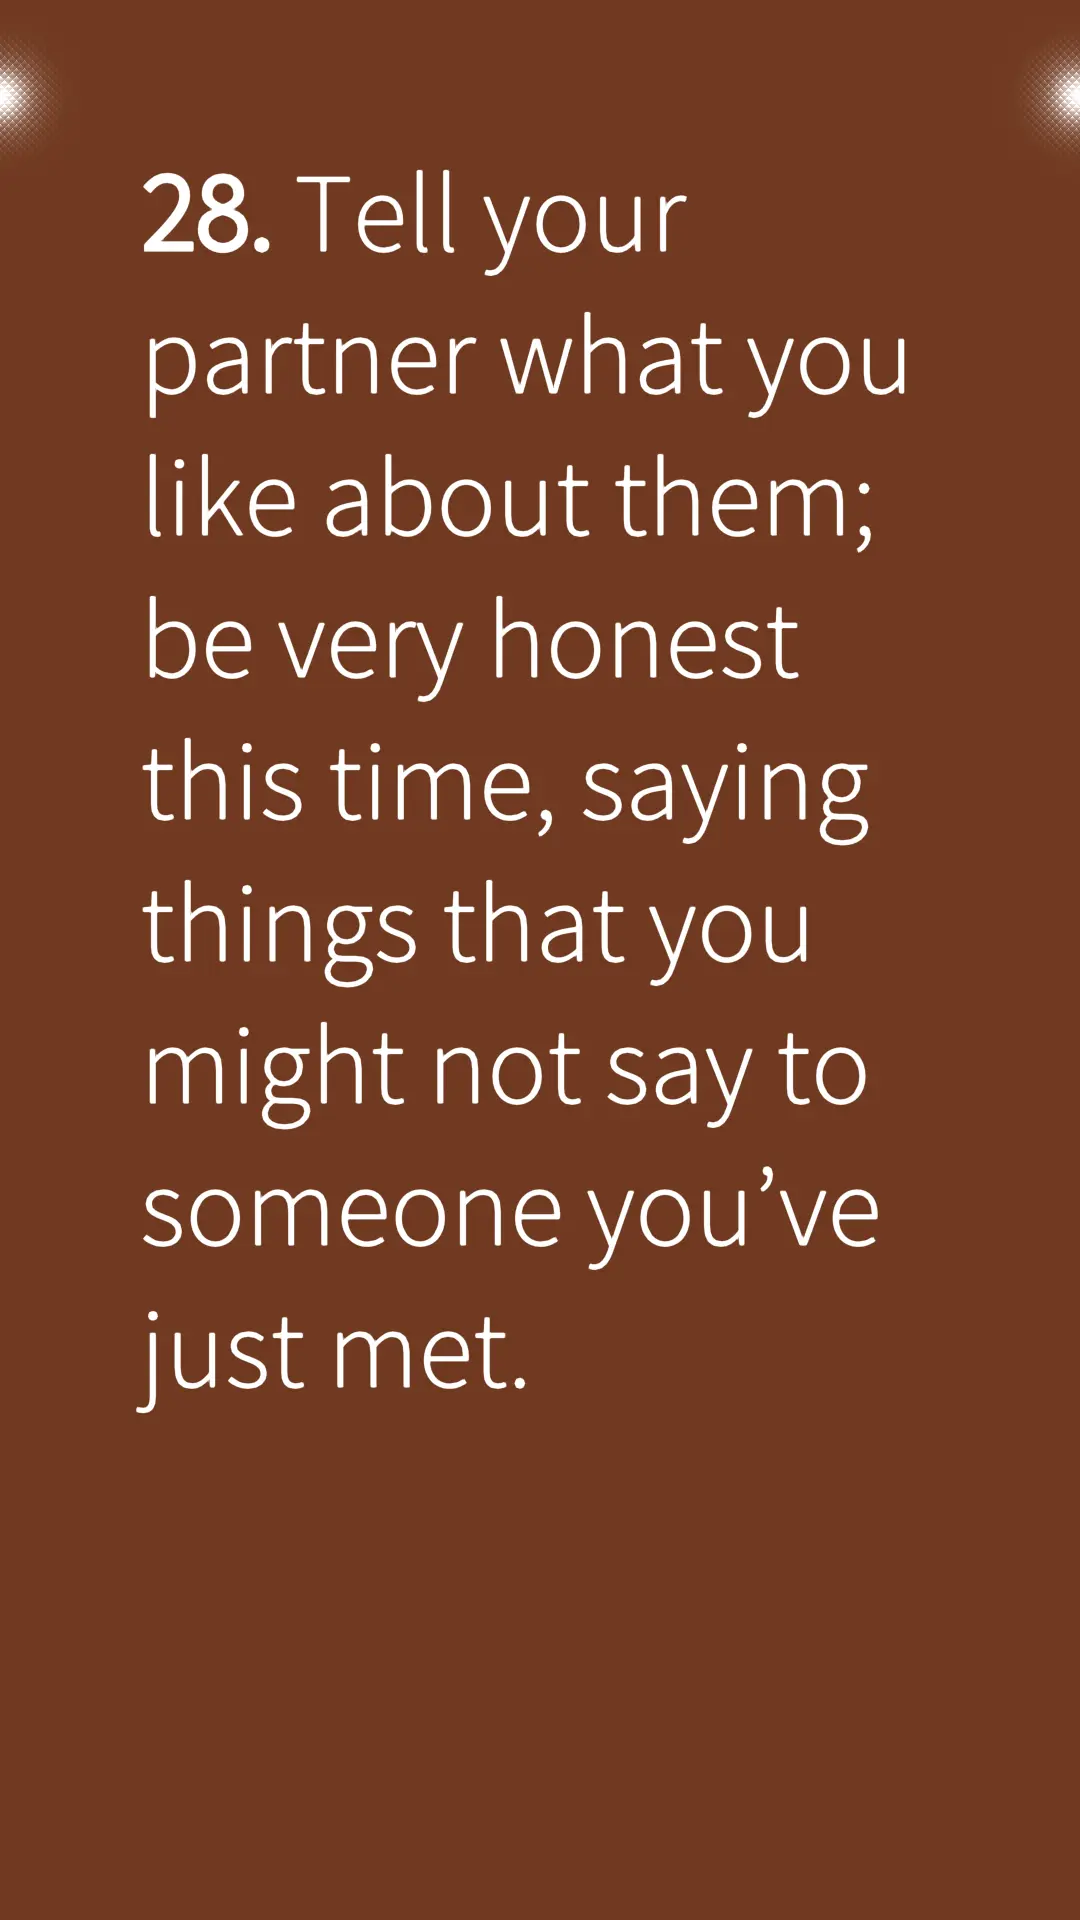 28. Tell your
partner what you
like about them;
be very honest
this time, saying
things that you
might not say to
someone you’ve
just met.